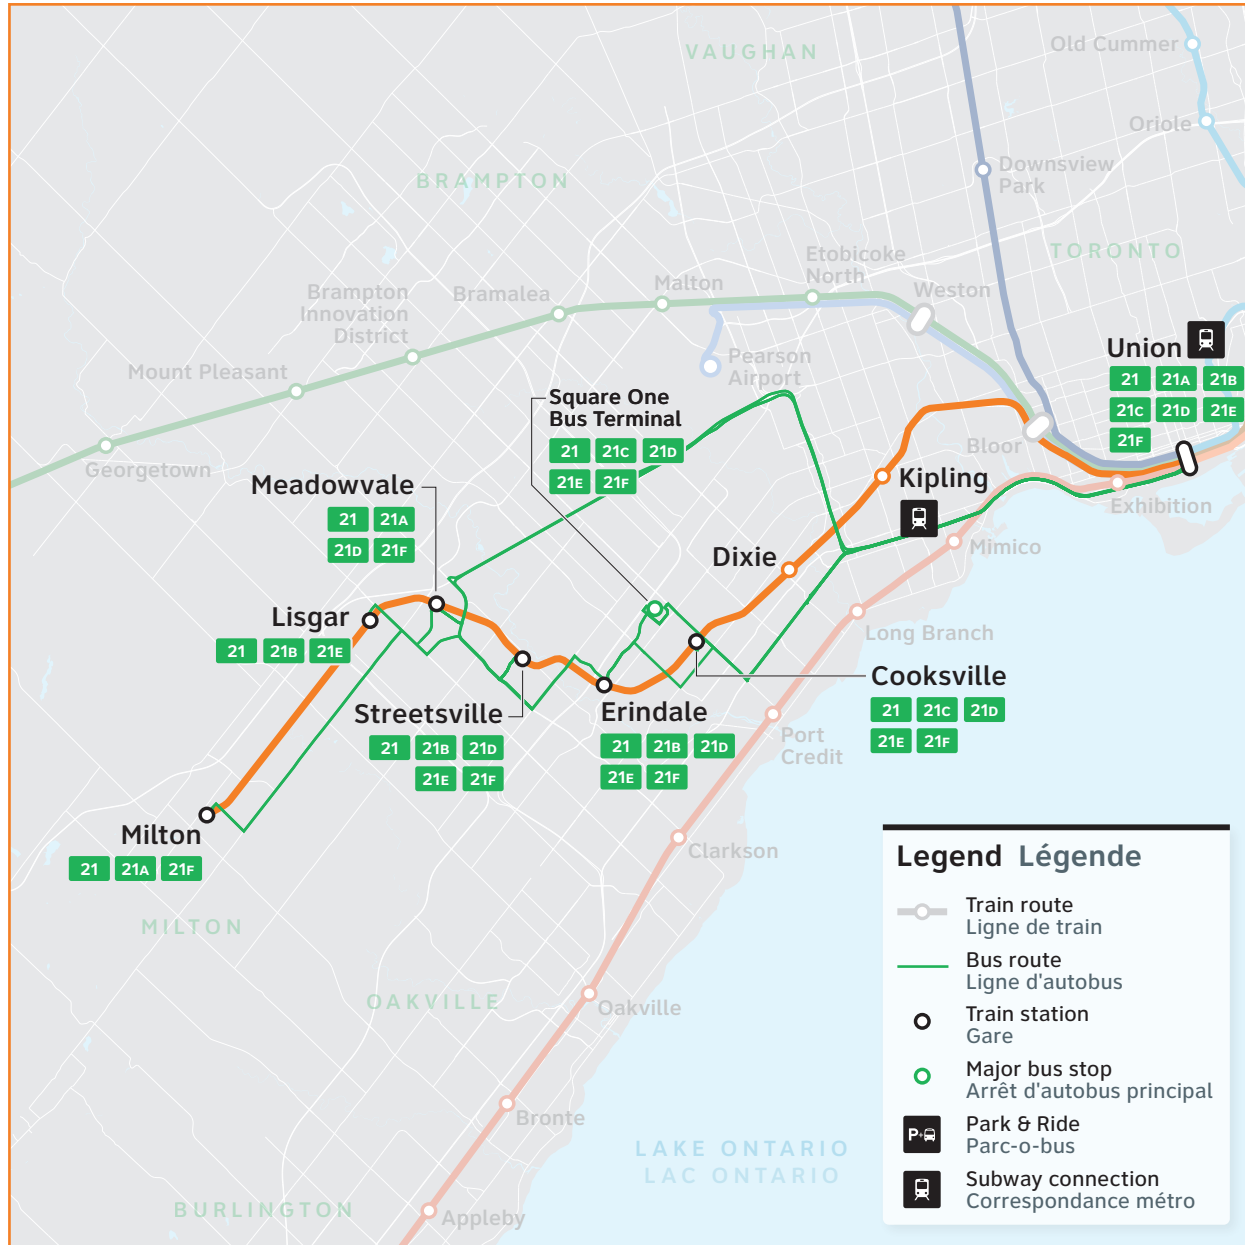 VAUGHAN
Old Cummer
Oriole
BRAMPTON
Downsview
Park
TORONTO
Etobicoke
North
Malton
Weston
Brampton
Innovation
District
Bramalea
Mount Pleasant
Pearson
Airport
Union
21 21A 21B
21C 21D 21E
21F
Square One
Bus Terminal
21 21C 21D
21E 21F
Bloor
Georgetown
Meadowvale
21 21A
21D 21F
Kipling
Exhibition
Mimico
Dixie
Lisgar
21 21B 21E
Long Branch
Cooksville
21 21C 21D
21E 21F
Streetsville
21 21B 21D
21E 21F
Erindale
21 21B 21D
21E 21F
Port
Credit
Milton
21 21A 21F
Clarkson
MILTON
OAKVILLE
Oakville
Bronte
LAKE ONTARIO
LAC ONTARIO
BURLINGTON
Appleby
Legend Légende
Train route
Ligne de train
Bus route
Ligne d'autobus
Train station
Gare
Major bus stop
Arrêt d'autobus principal
P+
Park & Ride
Parc-o-bus
Subway connection
Correspondance métro